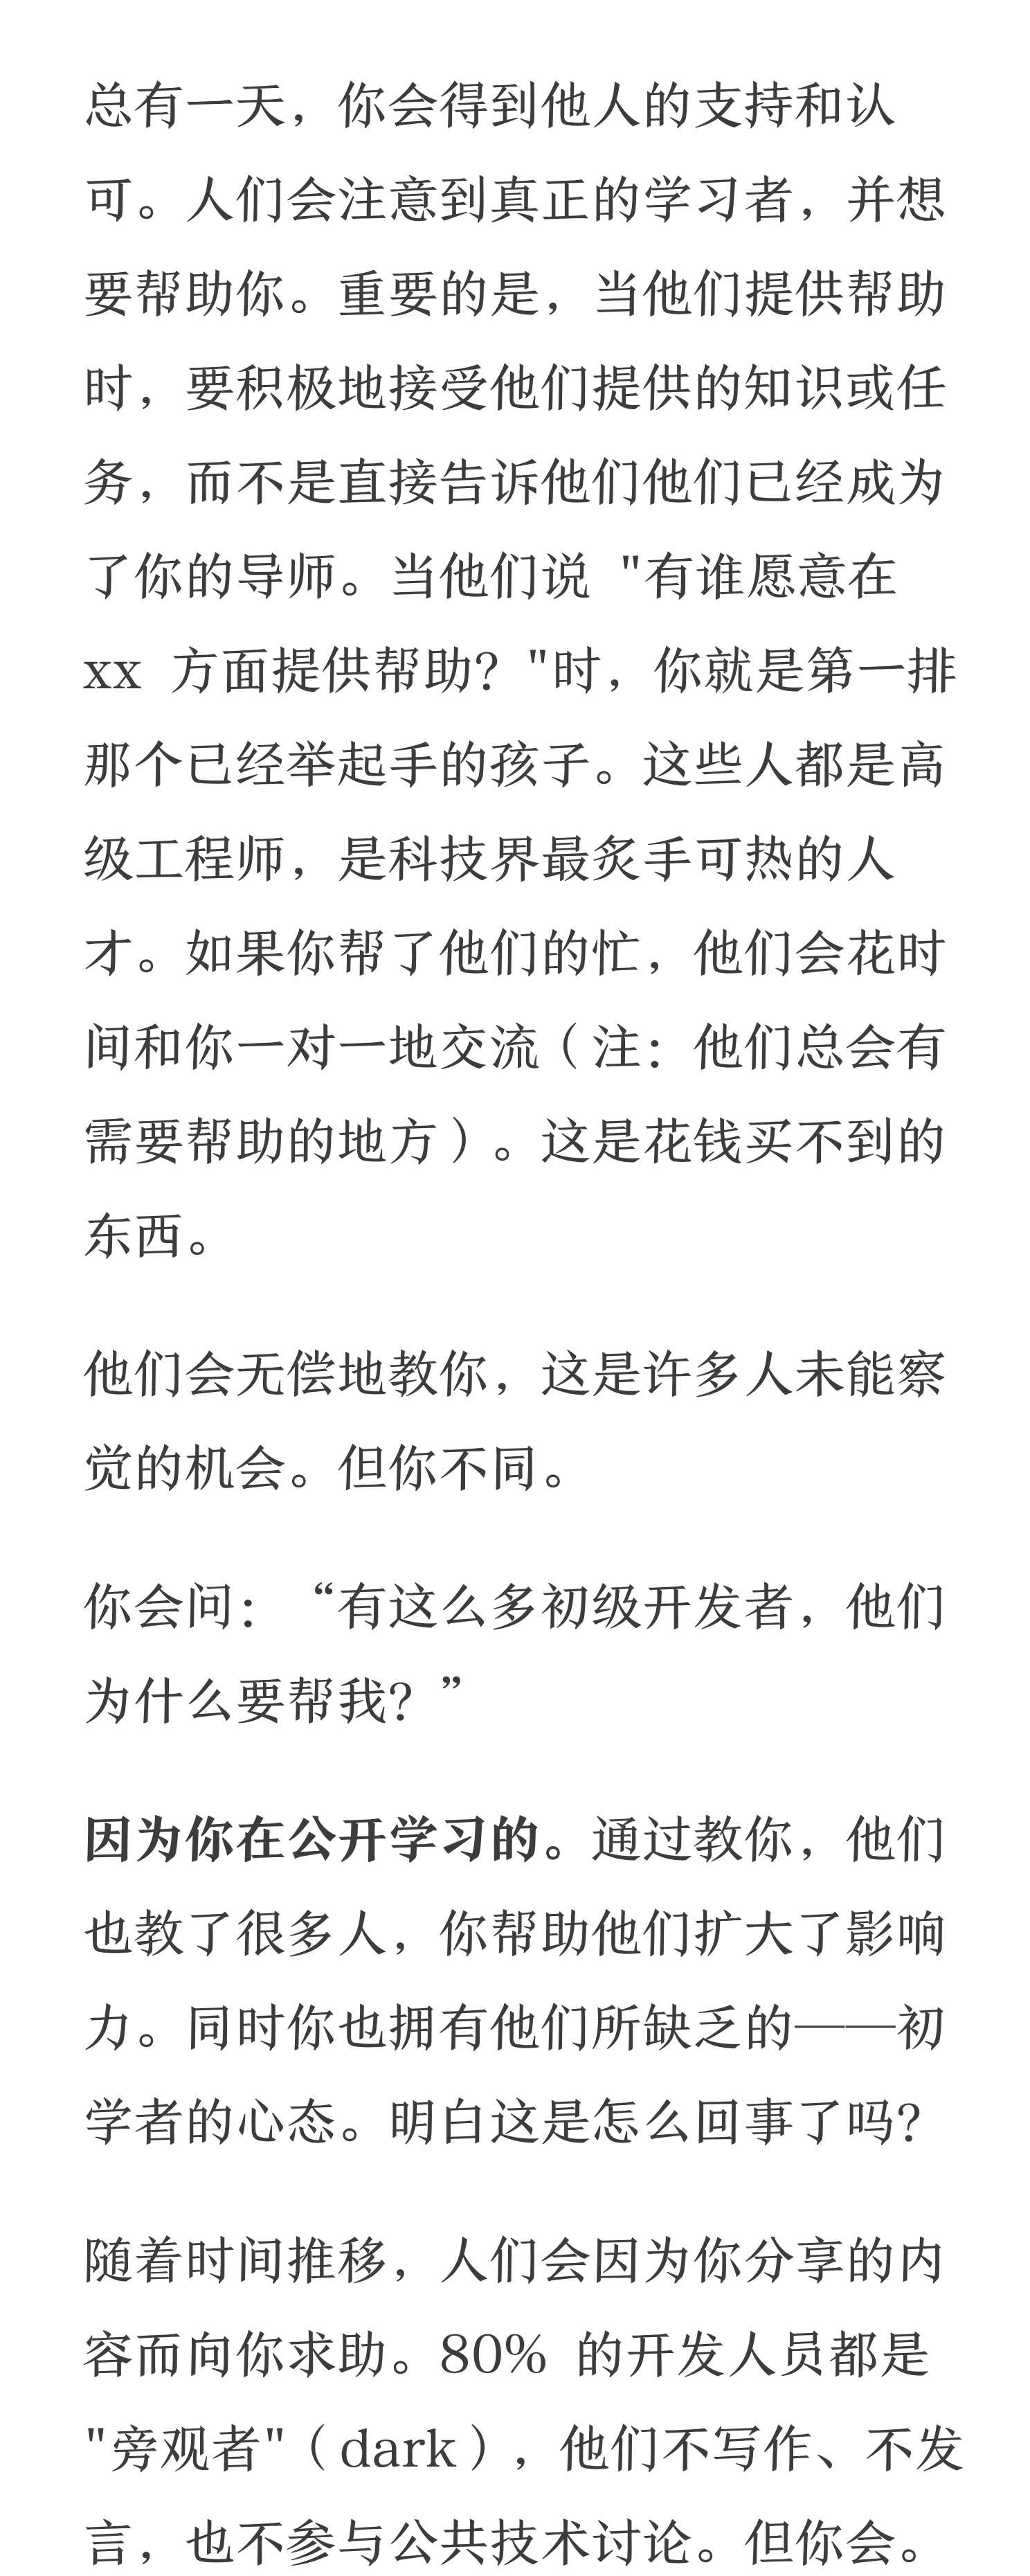 总有一天，你会得到他人的支持和认
可。人们会注意到真正的学习者，并想
要帮助你。重要的是，当他们提供帮助
时，要积极地接受他们提供的知识或任
务，而不是直接告诉他们他们已经成为
了你的导师。当他们说 "有谁愿意在
xx 方面提供帮助？"时，你就是第一排
那个已经举起手的孩子。这些人都是高
级工程师，是科技界最炙手可热的人
才。如果你帮了他们的忙，他们会花时
间和你一对一地交流（注：他们总会有
需要帮助的地方）。这是花钱买不到的
东西。
他们会无偿地教你，这是许多人未能察
觉的机会。但你不同。
你会问：“有这么多初级开发者，他们
为什么要帮我？”
因为你在公开学习的。通过教你，他们
也教了很多人，你帮助他们扩大了影响
力。同时你也拥有他们所缺乏的——初
学者的心态。明白这是怎么回事了吗？
随着时间推移，人们会因为你分享的内
容而向你求助。80% 的开发人员都是
"旁观者"（dark），他们不写作、不发
言，也不参与公共技术讨论。但你会。